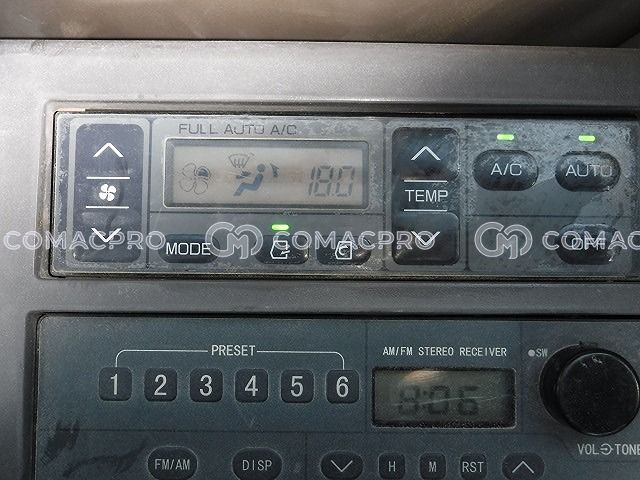 FULL AUTO A/C
18.0
A/C
AUTO
TEMP
MODE
OFF
COMACPRO
COMACPRO
COMACPRO
PRESET
AM/FM STEREO RECEIVER
SW
1 2 3 4 5 6
8:06
VOL TONE
FM/AM
DISP
H
M
RST